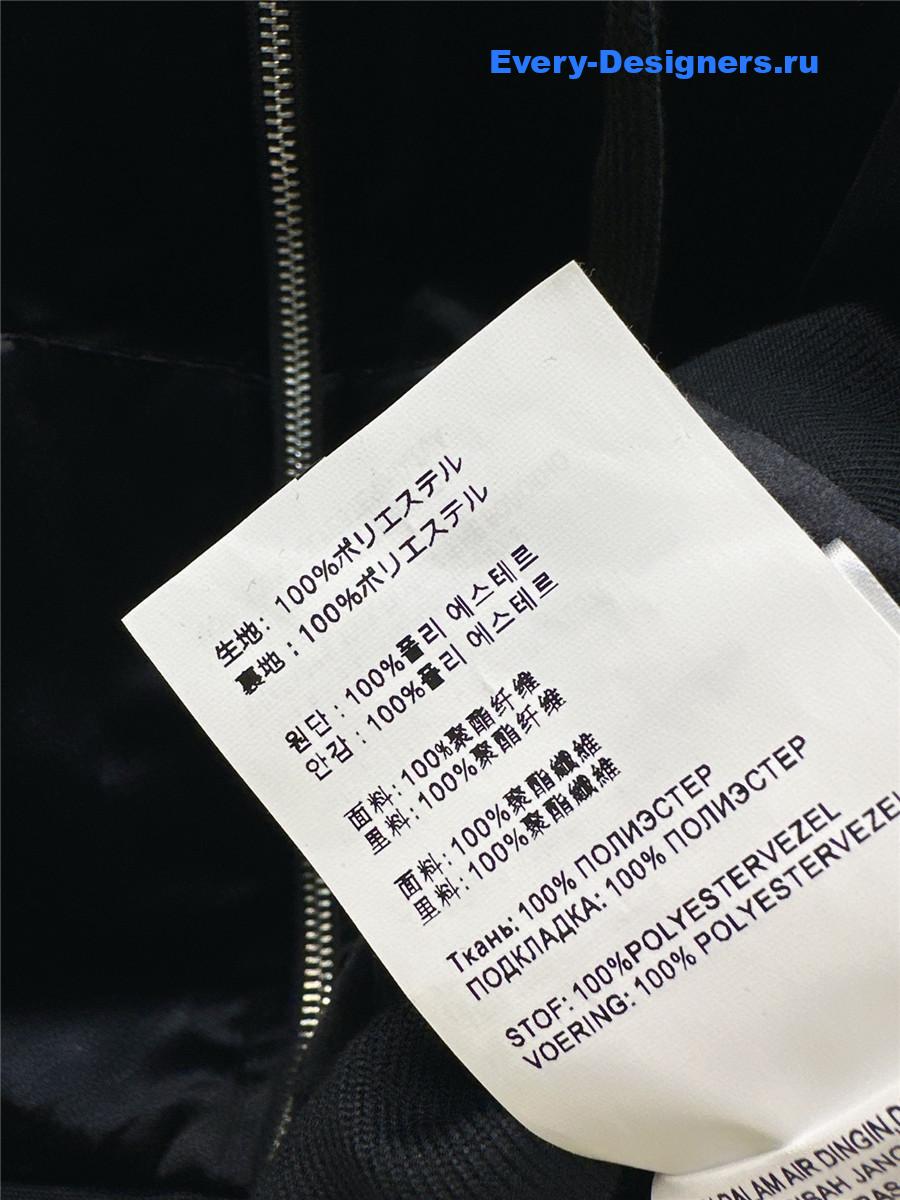 Every-Designers.ru
生地: 100%ポリエステル
裏地 : 100%ポリエステル
원단 : 100%폴리 에스테르
안감 : 100%폴리 에스테르
面料: 100%聚酯纤维
里料: 100%聚酯纤维
面料: 100%聚酯纖維
里料: 100%聚酯纖維
Ткань: 100% ПОЛИЭСТЕР
ПОДКЛАДКА: 100% ПОЛИЭСТЕР
STOF: 100%POLYESTERVEZEL
VOERING: 100% POLYESTERVEZEL
DALAM AIR DINGIN,